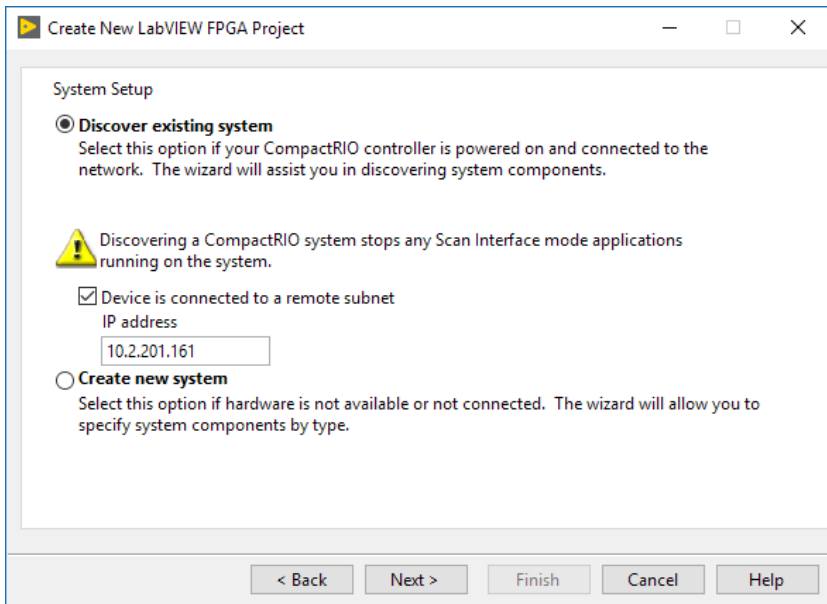 Create New LabVIEW FPGA Project
System Setup
Discover existing system
Select this option if your CompactRIO controller is powered on and connected to the
network. The wizard will assist you in discovering system components.
Discovering a CompactRIO system stops any Scan Interface mode applications
running on the system.
Device is connected to a remote subnet
IP address
10.2.201.161
Create new system
Select this option if hardware is not available or not connected. The wizard will allow you to
specify system components by type.
< Back Next > Finish Cancel Help